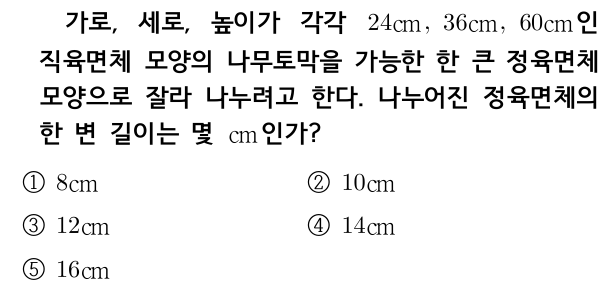 가로, 세로, 높이가 각각 24cm, 36cm, 60cm인
직육면체 모양의 나무토막을 가능한 한 큰 정육면체
모양으로 잘라 나누려고 한다. 나누어진 정육면체의
한 변 길이는 몇 cm인가?
① 8cm ② 10cm
③ 12cm ④ 14cm
⑤ 16cm